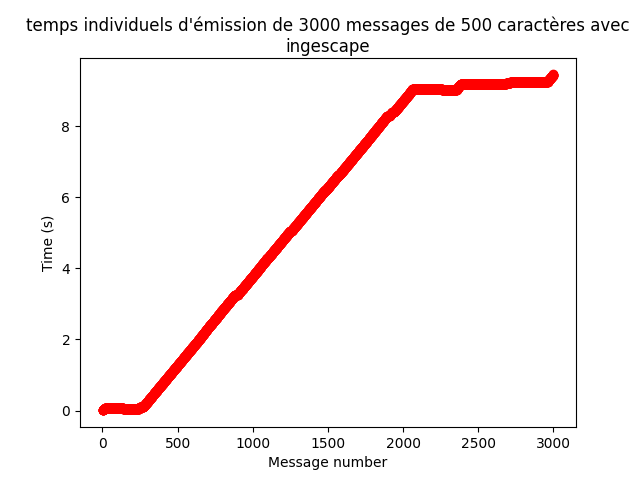 temps individuels d'émission de 3000 messages de 500 caractères avec
ingescape
8
6
4
2
0
Time (s)
0 500 1000 1500 2000 2500 3000
Message number